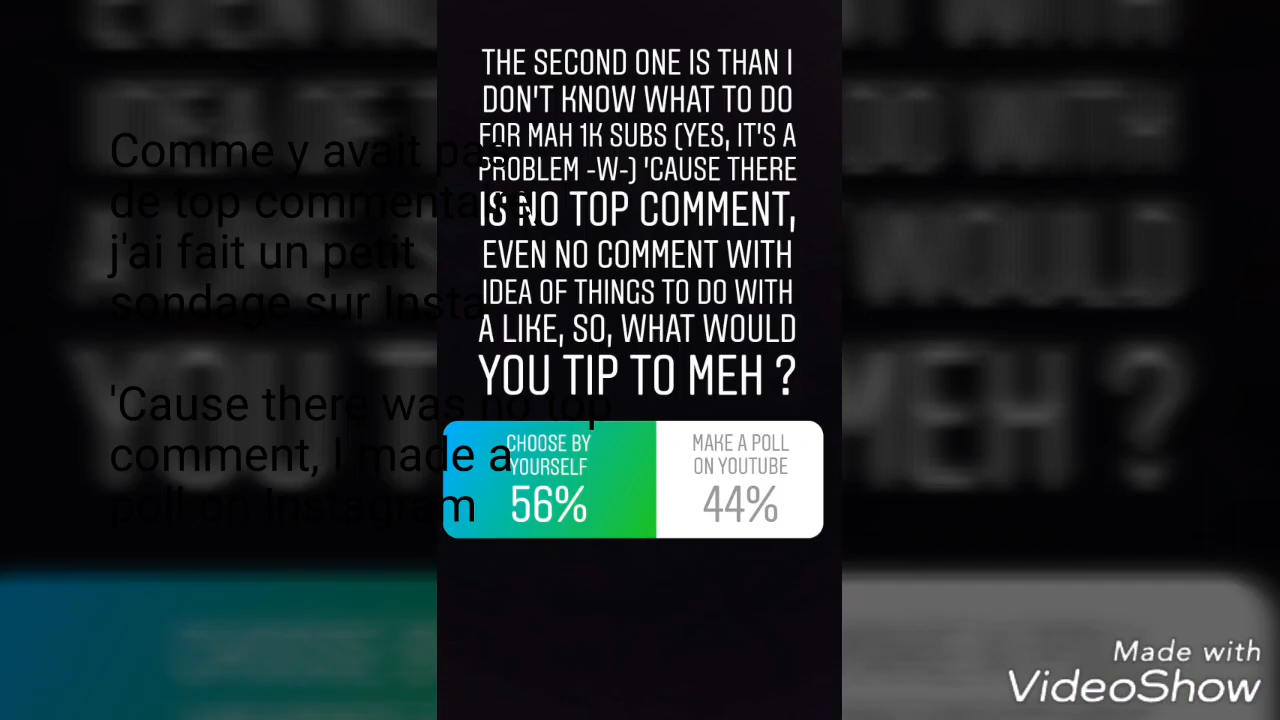 THE SECOND ONE IS THAN I
DON'T KNOW WHAT TO DO
FOR MAH 1K SUBS (YES, IT'S A
PROBLEM -W-) 'CAUSE THERE
IS NO TOP COMMENT,
EVEN NO COMMENT WITH
IDEA OF THINGS TO DO WITH
A LIKE, SO, WHAT WOULD
YOU TIP TO MEH ?
CHOOSE BY
YOURSELF
56%
MAKE A POLL
ON YOUTUBE
44%
Comme y avait pas
de top commentaire
j'ai fait un petit
sondage sur Insta
'Cause there was no top
comment, I made a
poll on Instagram
Made with
VideoShow